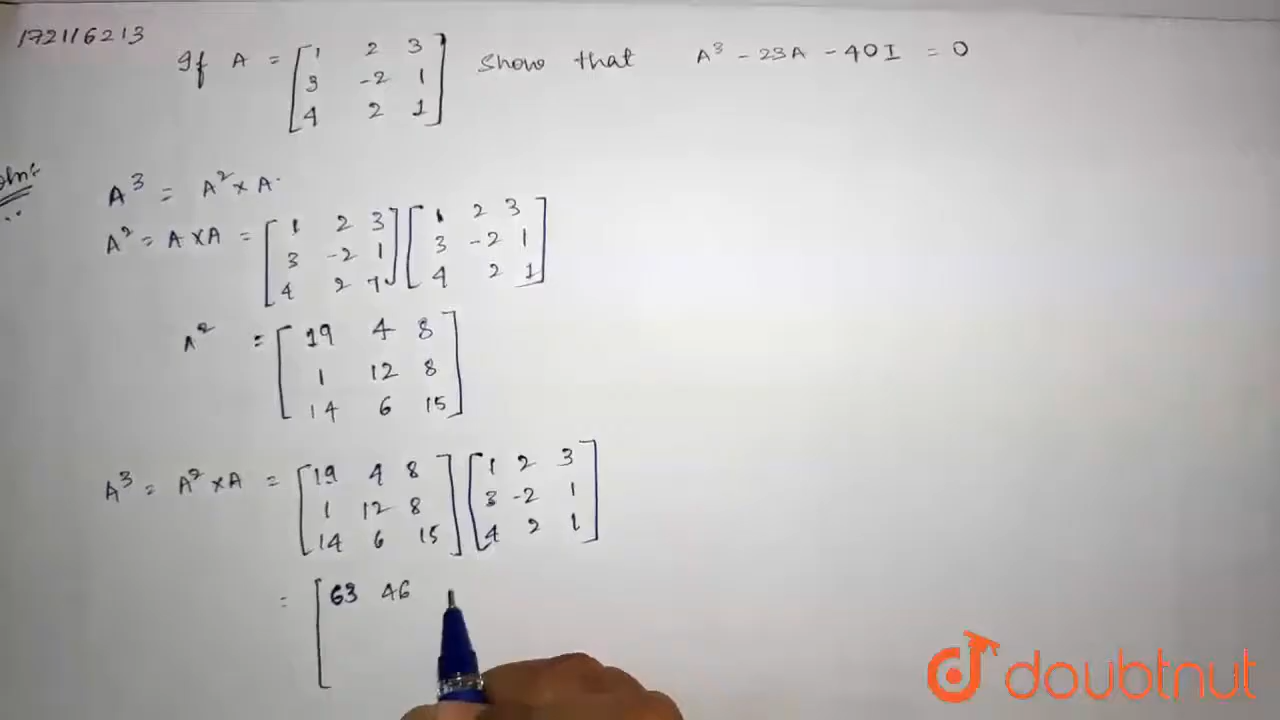 172116213
If A = [1 2 3 3 -2 1 4 2 1] Show that A³ - 23A - 40I = 0
A³ = A² × A.
A² = A × A = [1 2 3 3 -2 1 4 2 1] [1 2 3 3 -2 1 4 2 1]
A² = [19 4 8 1 12 8 14 6 15]
A³ = A² × A = [19 4 8 1 12 8 14 6 15] [1 2 3 3 -2 1 4 2 1]
= [63 46
doubtnut